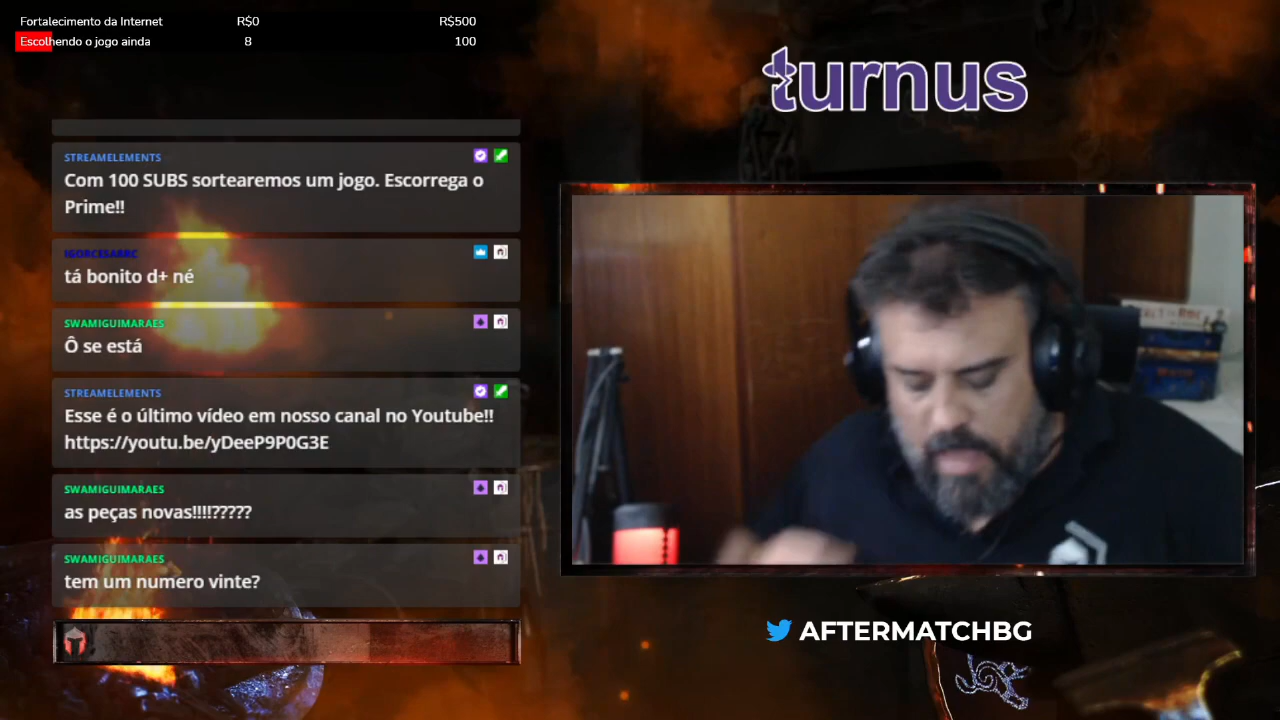 Fortalecimento da Internet R$0 R$500
Escolhendo o jogo ainda 8 100
turnus
STREAMELEMENTS
Com 100 SUBS sortearemos um jogo. Escorrega o
Prime!!
IGORCESARRC
tá bonito d+ né
SWAMIGUIMARAES
Ô se está
STREAMELEMENTS
Esse é o último vídeo em nosso canal no Youtube!!
https://youtu.be/yDeeP9P0G3E
SWAMIGUIMARAES
as peças novas!!!!?????
SWAMIGUIMARAES
tem um numero vinte?
AFTERMATCHBG